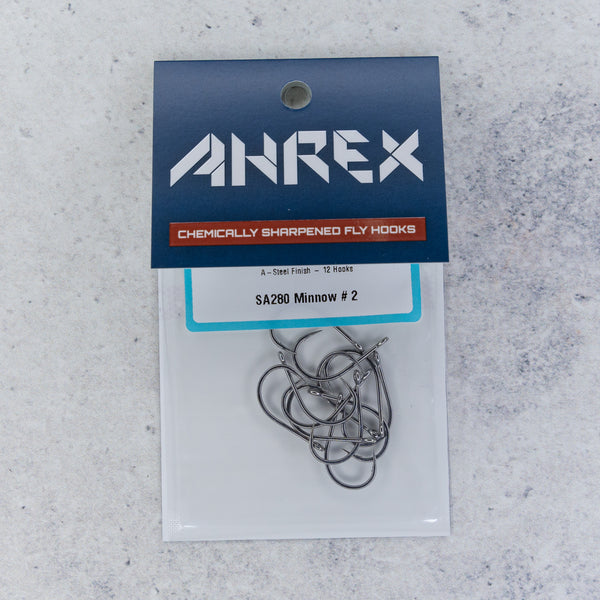 AHREX
CHEMICALLY SHARPENED FLY HOOKS
A-Steel Finish - 12 Hooks
SA280 Minnow # 2